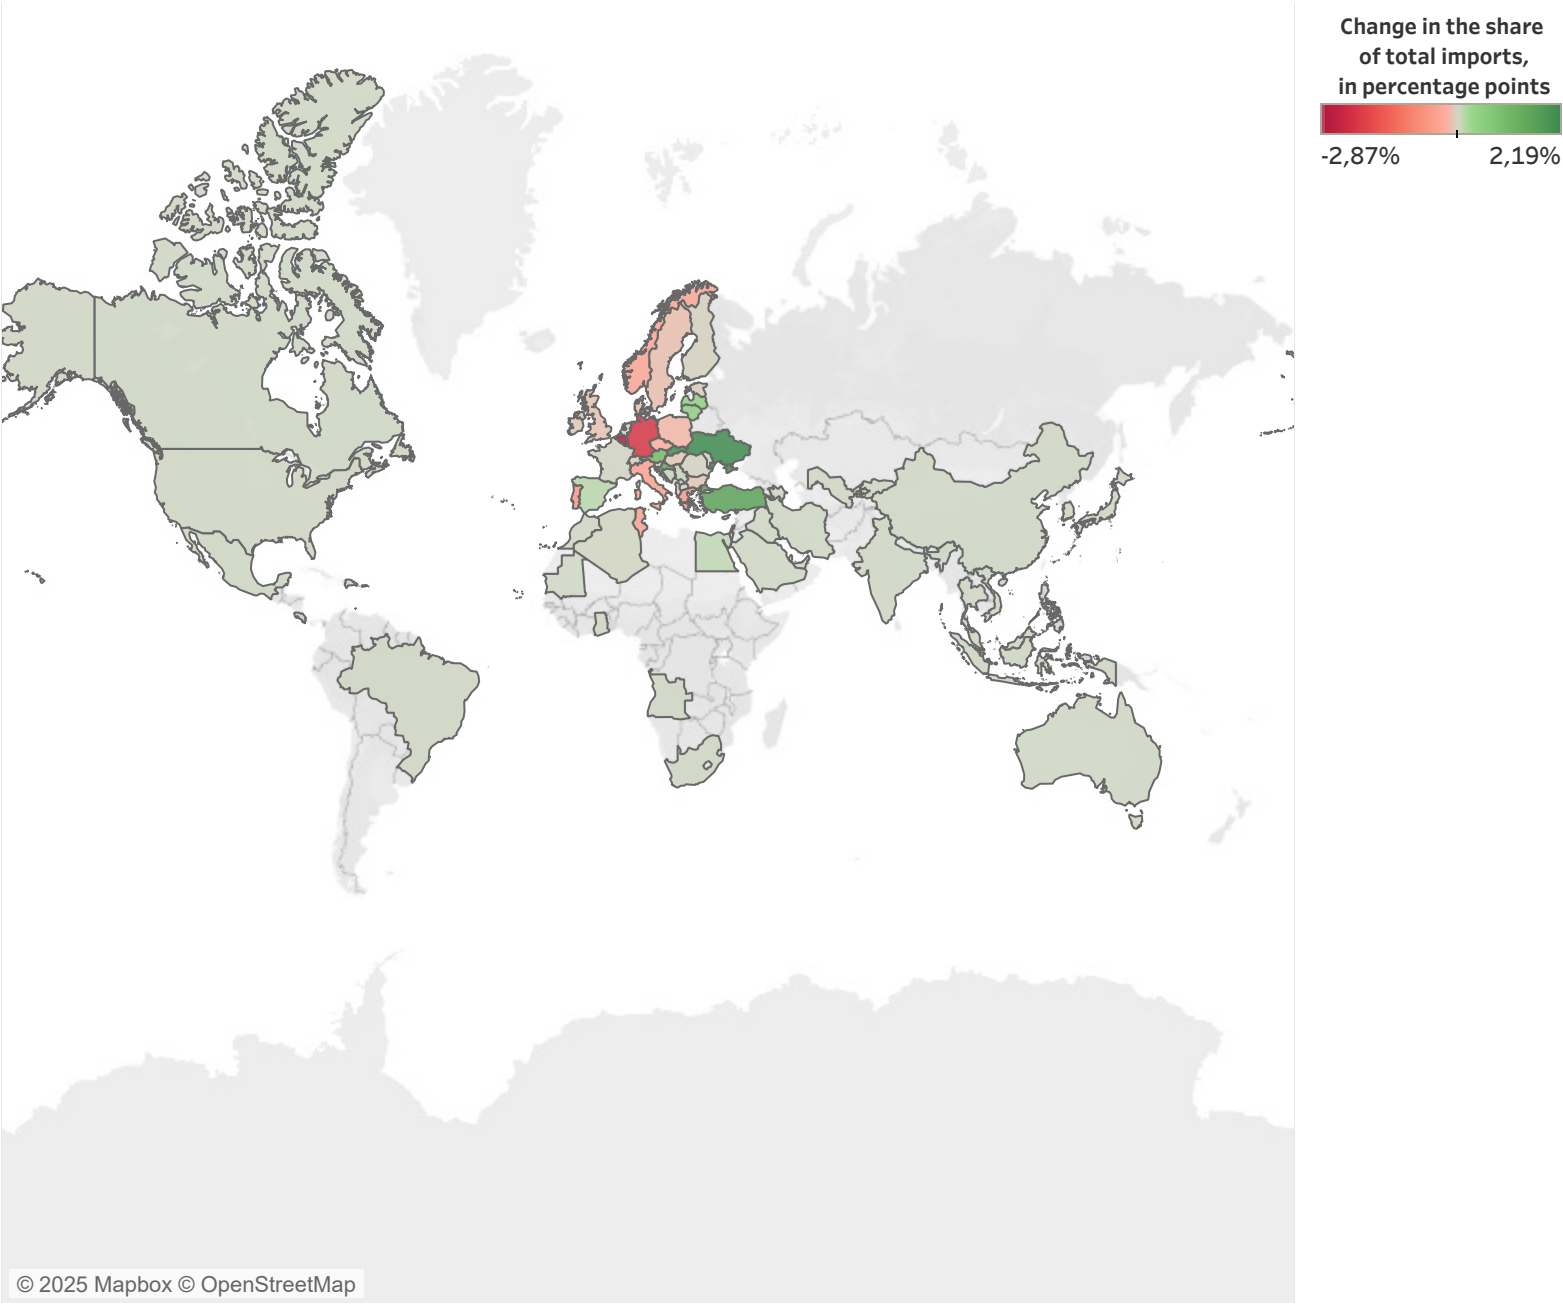 Change in the share
of total imports,
in percentage points
-2,87% 2,19%
© 2025 Mapbox © OpenStreetMap